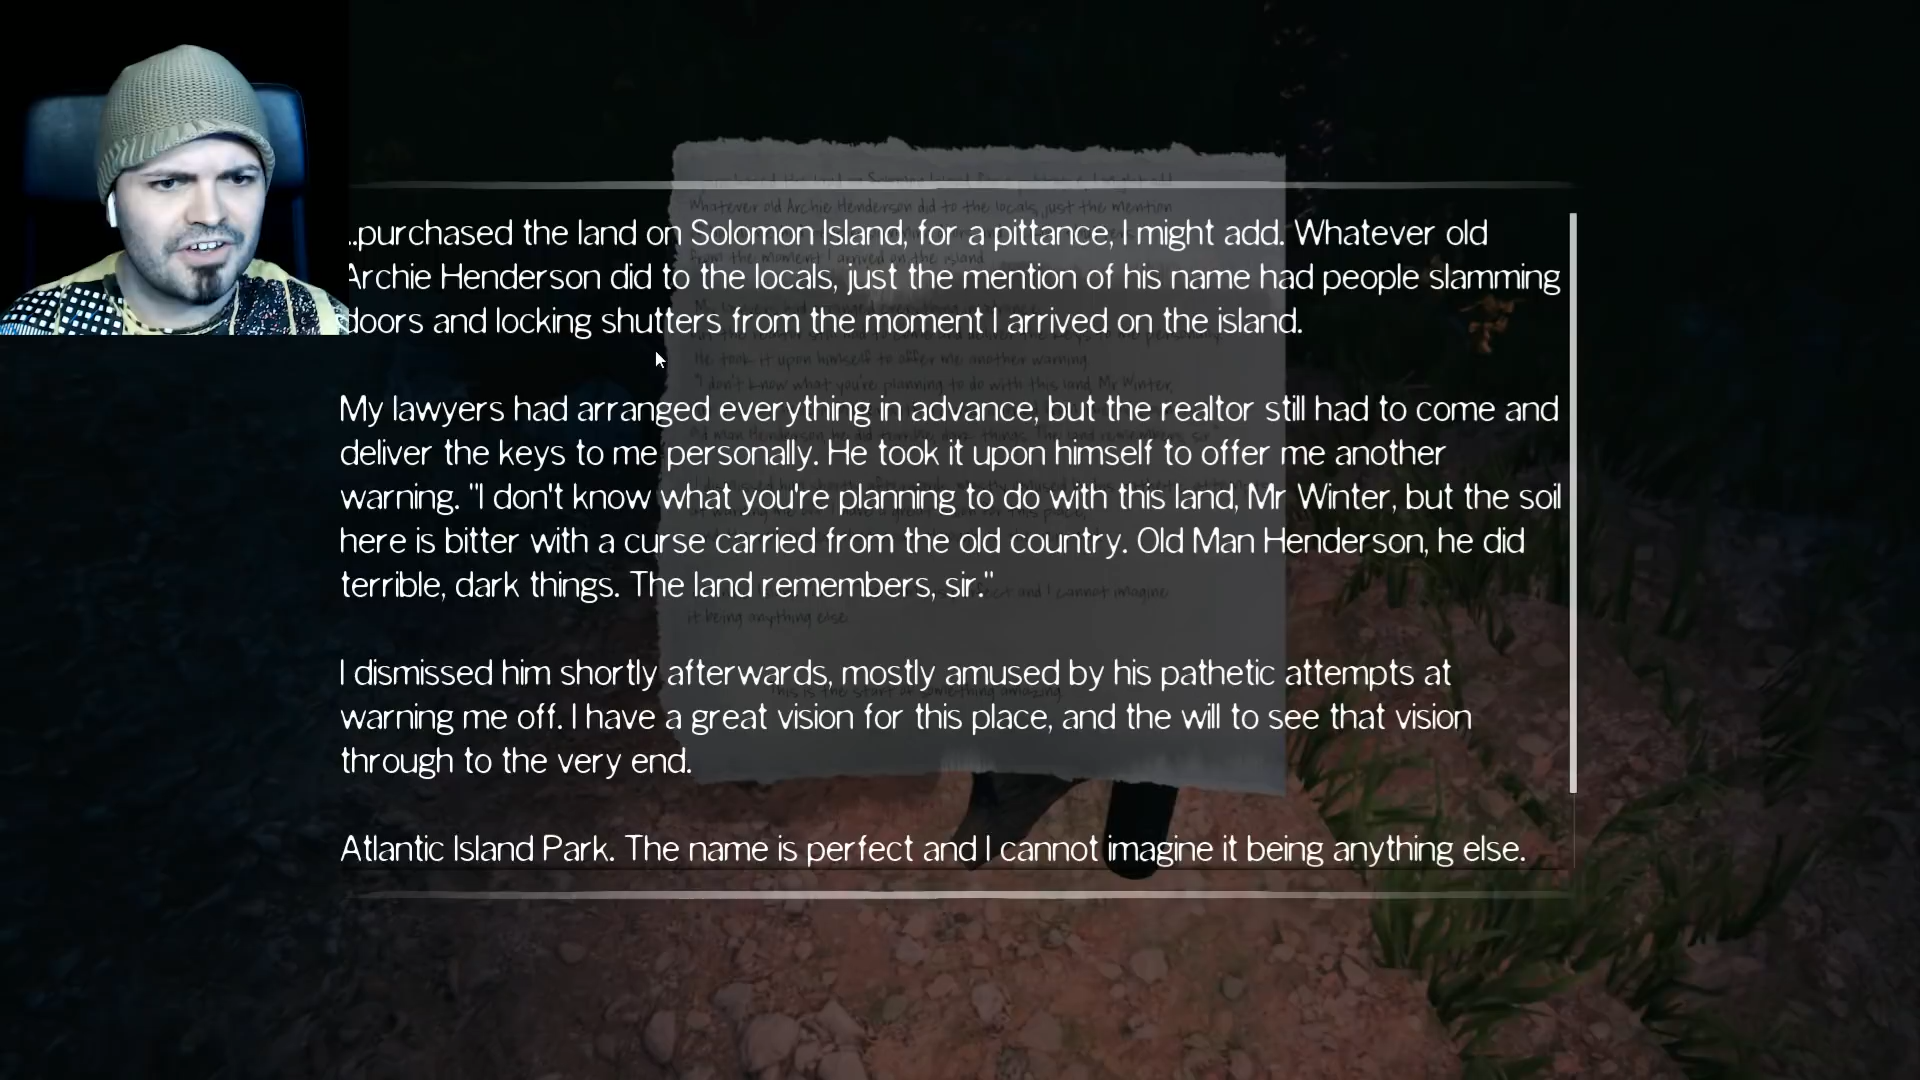 ..purchased the land on Solomon Island, for a pittance, I might add. Whatever old
Archie Henderson did to the locals, just the mention of his name had people slamming
doors and locking shutters from the moment I arrived on the island.
My lawyers had arranged everything in advance, but the realtor still had to come and
deliver the keys to me personally. He took it upon himself to offer me another
warning. "I don't know what you're planning to do with this land, Mr Winter, but the soil
here is bitter with a curse carried from the old country. Old Man Henderson, he did
terrible, dark things. The land remembers, sir."
I dismissed him shortly afterwards, mostly amused by his pathetic attempts at
warning me off. I have a great vision for this place, and the will to see that vision
through to the very end.
Atlantic Island Park. The name is perfect and I cannot imagine it being anything else.